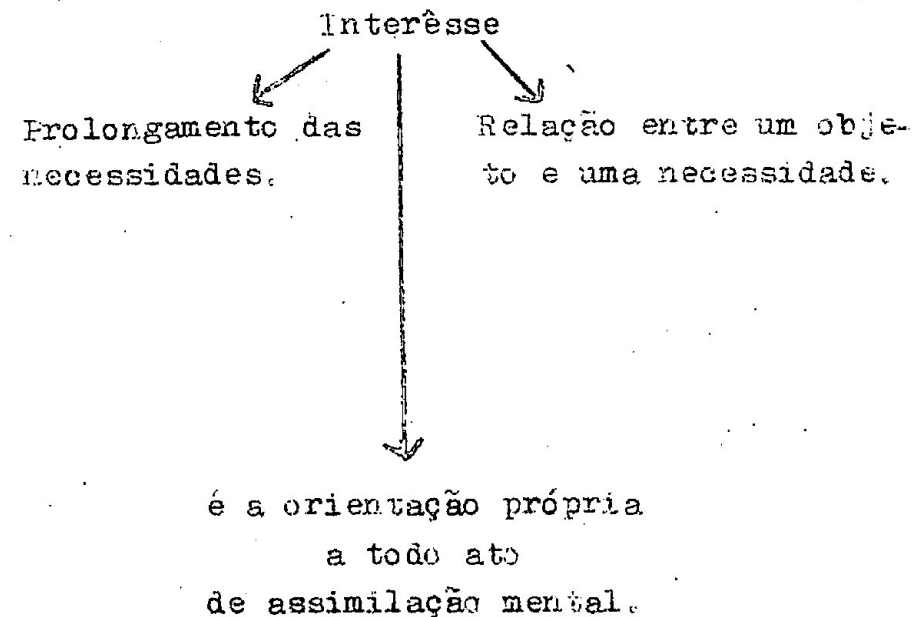 Interêsse
Prolongamento das
necessidades.
Relação entre um obje-
to e uma necessidade.
é a orientação própria
a todo ato
de assimilação mental.